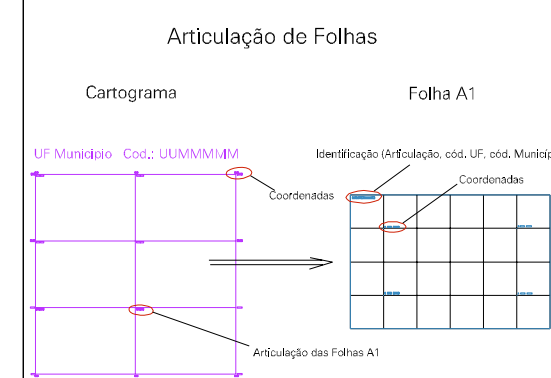 Articulação de Folhas
Cartograma
Folha A1
UF Municipio Cod.: UUMMMMM
Identificação (Articulação, cód. UF, cód. Municíp
Coordenadas
Coordenadas
Articulação das Folhas A1